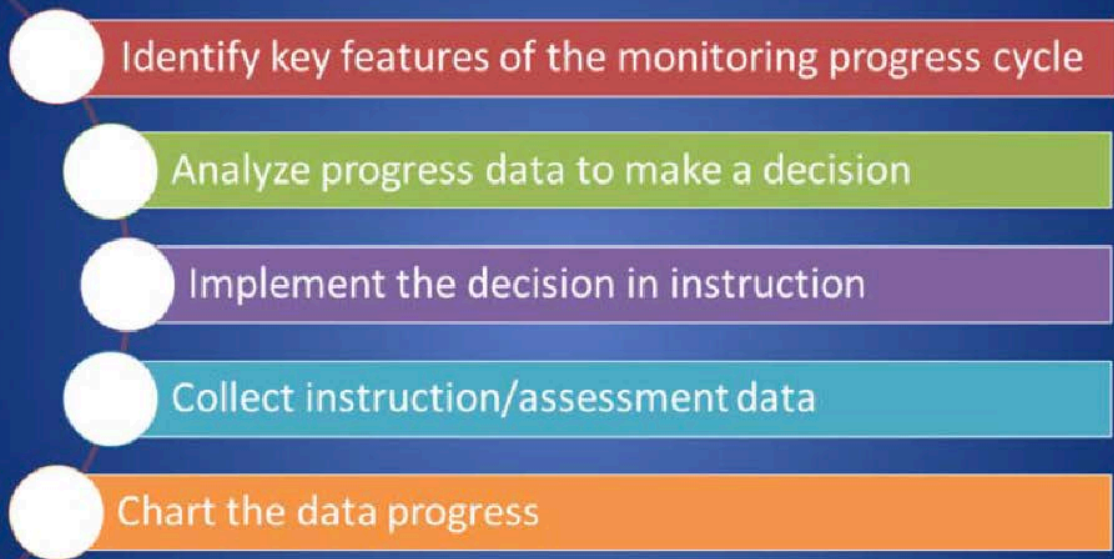 Identify key features of the monitoring progress cycle
Analyze progress data to make a decision
Implement the decision in instruction
Collect instruction/assessment data
Chart the data progress